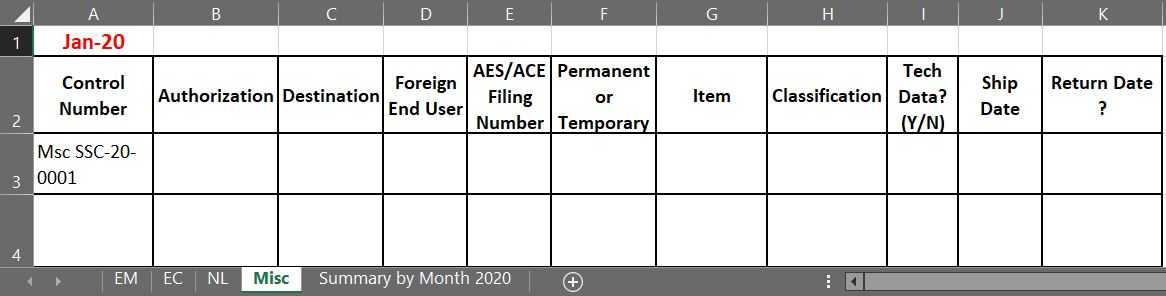 A B C D E F G H I J K
1 Jan-20
2 Control Number Authorization Destination Foreign End User AES/ACE Filing Number Permanent or Temporary Item Classification Tech Data? (Y/N) Ship Date Return Date ?
3 Msc SSC-20-0001
4
EM EC NL Misc Summary by Month 2020